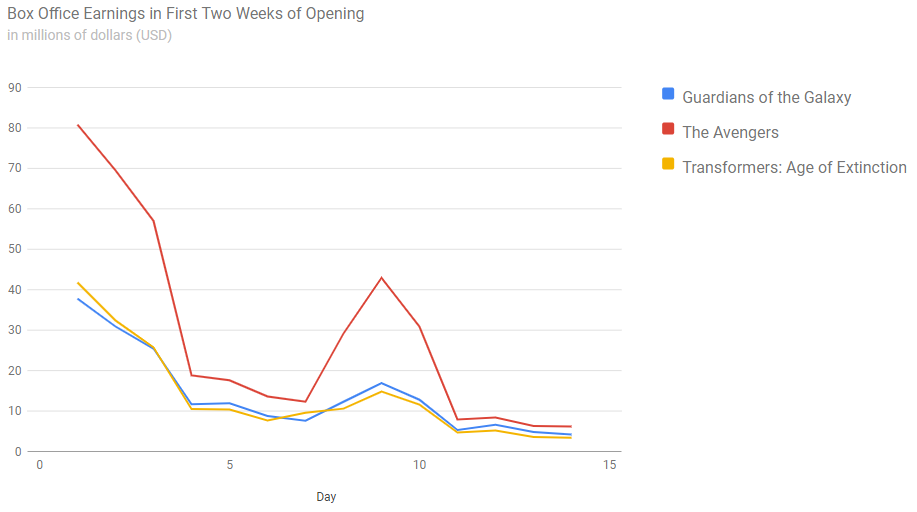 Box Office Earnings in First Two Weeks of Opening
in millions of dollars (USD)
90
80
70
60
50
40
30
20
10
0
0 5 10 15
Day
Guardians of the Galaxy
The Avengers
Transformers: Age of Extinction